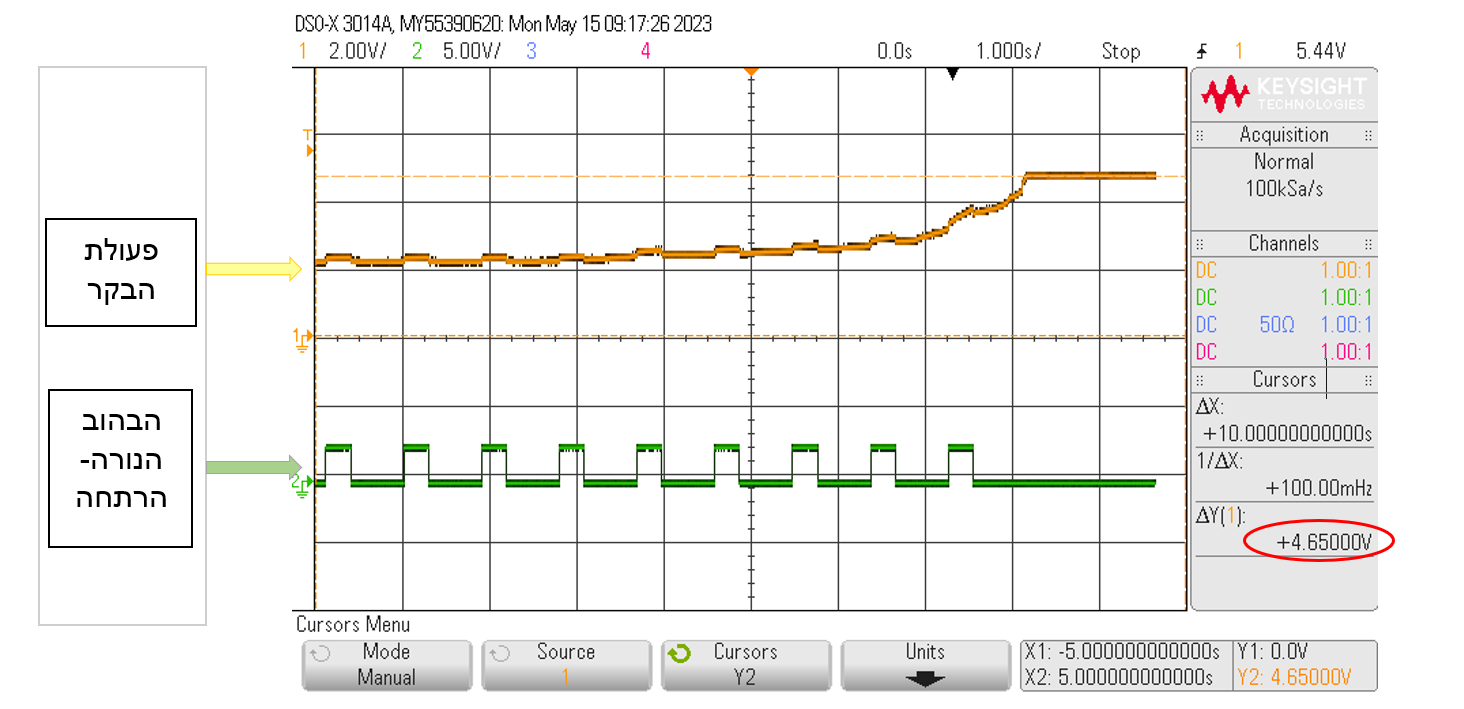 DSO-X 3014A, MY55390620: Mon May 15 09:17:26 2023
1 2.00V/ 2 5.00V/ 3 4 0.0s 1.000s/ Stop 1 5.44V
KEYSIGHT
TECHNOLOGIES
Acquisition
Normal
100kSa/s
Channels
DC 1.00:1
DC 1.00:1
DC 50Ω 1.00:1
DC 1.00:1
Cursors
ΔX:
+10.00000000000s
1/ΔX:
+100.00mHz
ΔY(1):
+4.65000V
T
1
2
פעולת
הבקר
הבהוב
הנורה-
הרתחה
Cursors Menu
Mode
Manual
Source
1
Cursors
Y2
Units
X1: -5.000000000000s
X2: 5.000000000000s
Y1: 0.0V
Y2: 4.65000V